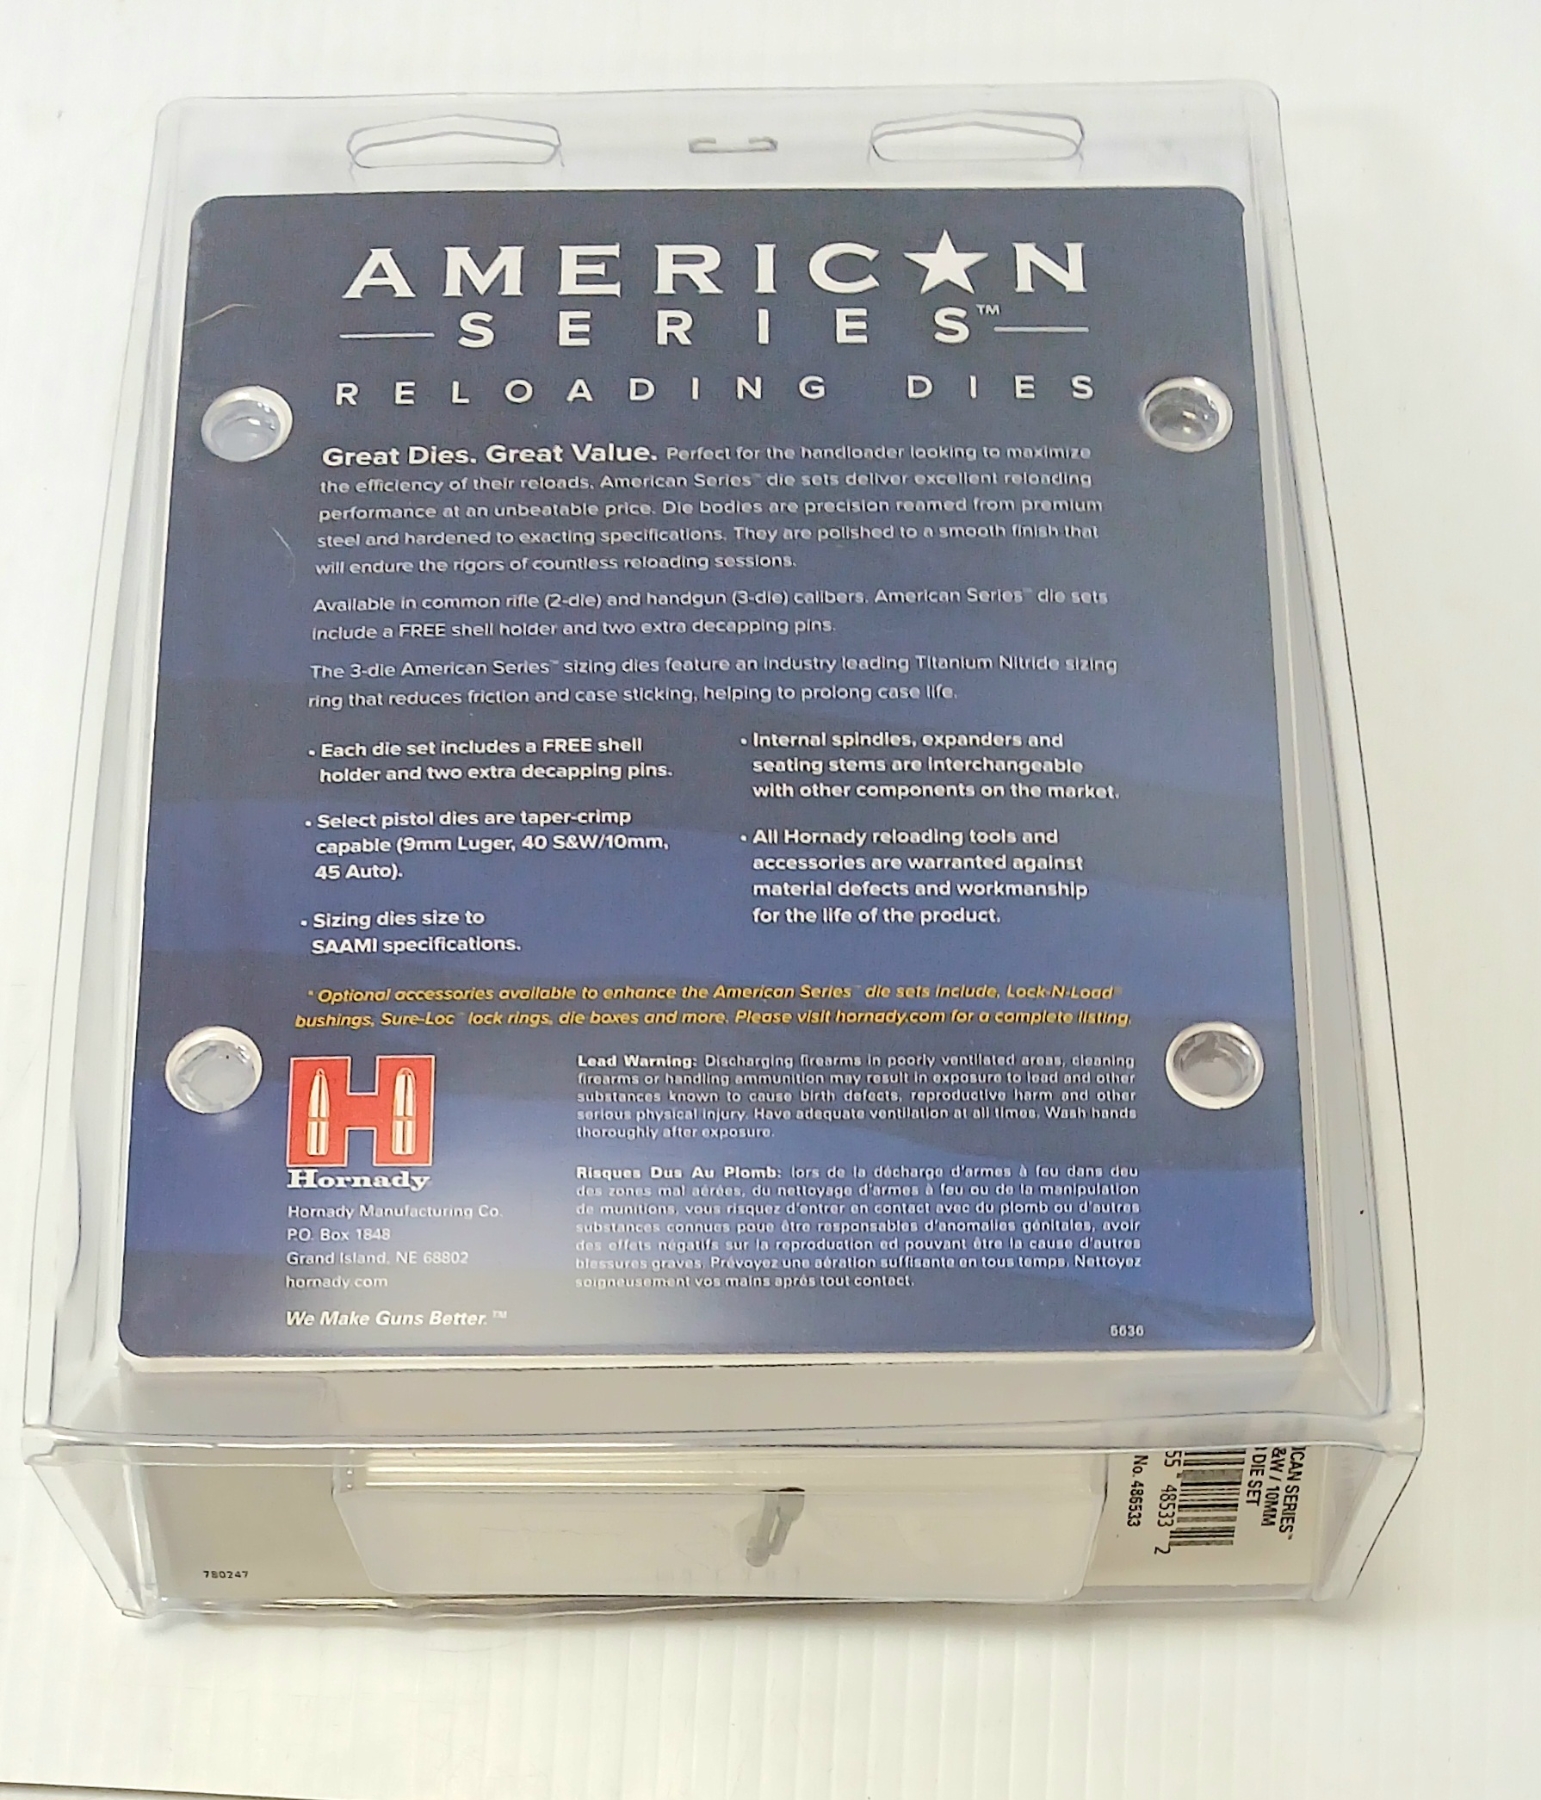 AMERIC★N
SERIES™
RELOADING DIES
Great Dies. Great Value. Perfect for the handloader looking to maximize
the efficiency of their reloads, American Series™ die sets deliver excellent reloading
performance at an unbeatable price. Die bodies are precision reamed from premium
steel and hardened to exacting specifications. They are polished to a smooth finish that
will endure the rigors of countless reloading sessions.
Available in common rifle (2-die) and handgun (3-die) calibers. American Series™ die sets
include a FREE shell holder and two extra decapping pins.
The 3-die American Series™ sizing dies feature an industry leading Titanium Nitride sizing
ring that reduces friction and case sticking, helping to prolong case life.
• Each die set includes a FREE shell
holder and two extra decapping pins.
• Select pistol dies are taper-crimp
capable (9mm Luger, 40 S&W/10mm,
45 Auto).
• Sizing dies size to
SAAMI specifications.
• Internal spindles, expanders and
seating stems are interchangeable
with other components on the market.
• All Hornady reloading tools and
accessories are warranted against
material defects and workmanship
for the life of the product.
* Optional accessories available to enhance the American Series™ die sets include, Lock-N-Load®
bushings, Sure-Loc™ lock rings, die boxes and more. Please visit hornady.com for a complete listing.
Hornady
Hornady Manufacturing Co.
P.O. Box 1848
Grand Island, NE 68802
hornady.com
We Make Guns Better.™
Lead Warning: Discharging firearms in poorly ventilated areas, cleaning
firearms or handling ammunition may result in exposure to lead and other
substances known to cause birth defects, reproductive harm and other
serious physical injury. Have adequate ventilation at all times. Wash hands
thoroughly after exposure.
Risques Dus Au Plomb: lors de la décharge d'armes à feu dans deu
des zones mal aérées, du nettoyage d'armes à feu ou de la manipulation
de munitions, vous risquez d'entrer en contact avec du plomb ou d'autres
substances connues poue être responsables d'anomalies génitales, avoir
des effets négatifs sur la reproduction ed pouvant être la cause d'autres
blessures graves. Prévoyez une aération suffisante en tous temps. Nettoyez
soigneusement vos mains aprés tout contact.
5636
780247
ICAN SERIES™
&W / 10MM
DIE SET
55 48533 2
No. 486533